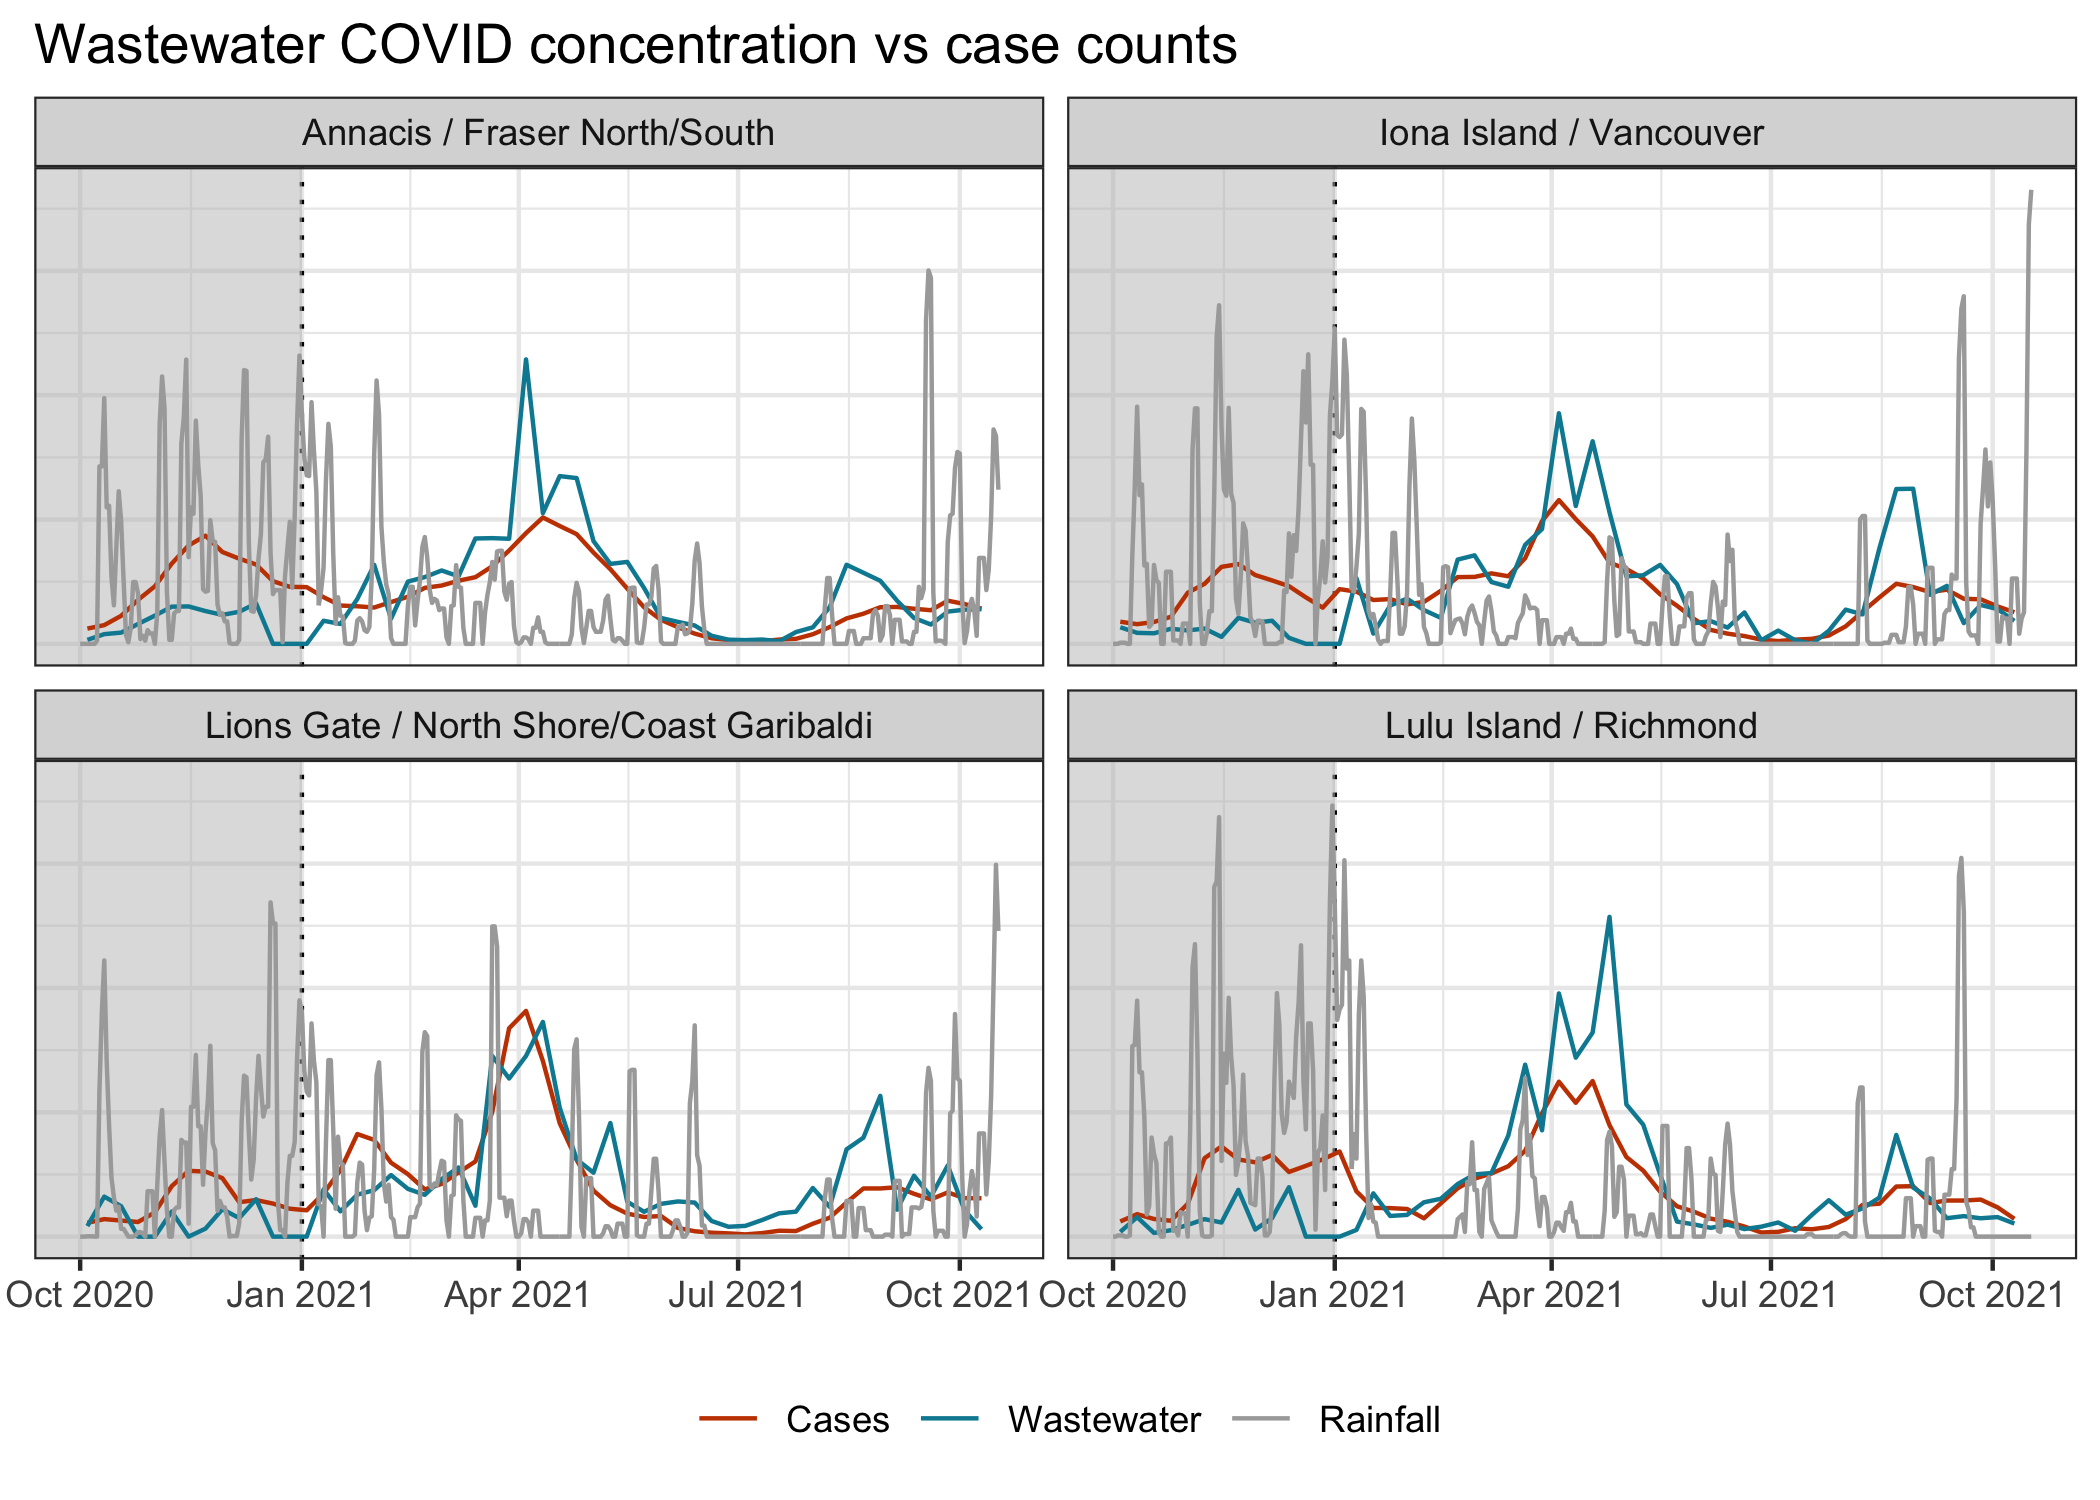 Wastewater COVID concentration vs case counts
Annacis / Fraser North/South
Iona Island / Vancouver
Lions Gate / North Shore/Coast Garibaldi
Lulu Island / Richmond
Oct 2020 Jan 2021 Apr 2021 Jul 2021 Oct 2021 Oct 2020 Jan 2021 Apr 2021 Jul 2021 Oct 2021
Cases Wastewater Rainfall